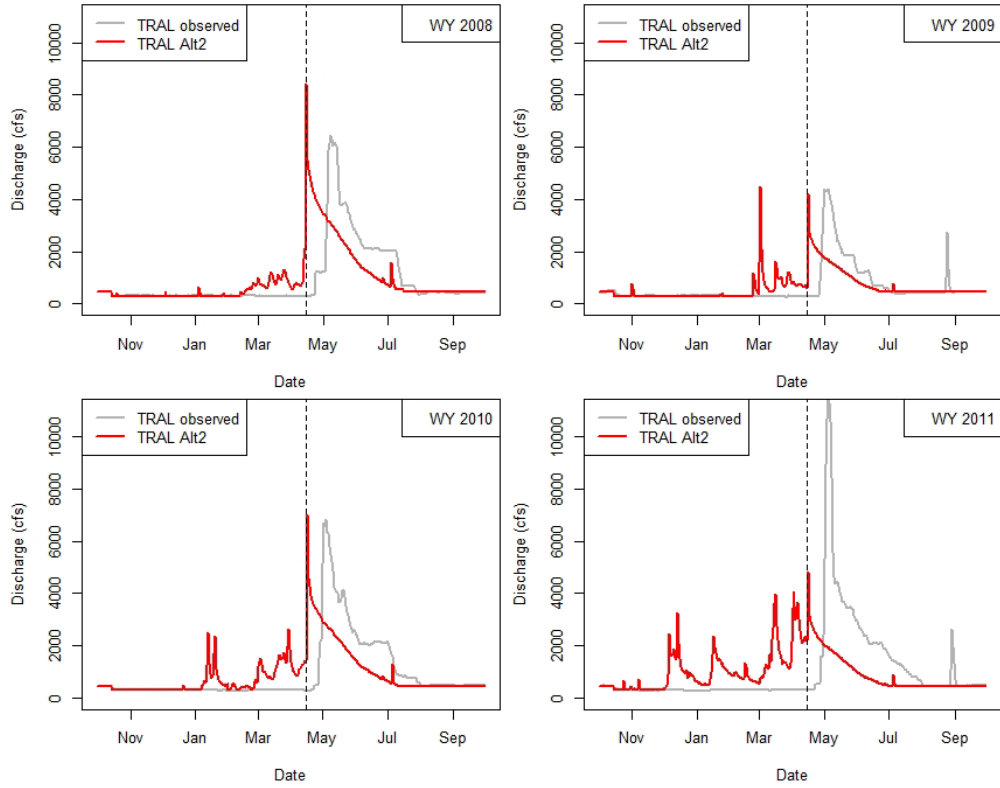 TRAL observed
TRAL Alt2
WY 2008
10000
8000
6000
4000
2000
0
Discharge (cfs)
Nov Jan Mar May Jul Sep
Date
TRAL observed
TRAL Alt2
WY 2009
10000
8000
6000
4000
2000
0
Discharge (cfs)
Nov Jan Mar May Jul Sep
Date
TRAL observed
TRAL Alt2
WY 2010
10000
8000
6000
4000
2000
0
Discharge (cfs)
Nov Jan Mar May Jul Sep
Date
TRAL observed
TRAL Alt2
WY 2011
10000
8000
6000
4000
2000
0
Discharge (cfs)
Nov Jan Mar May Jul Sep
Date